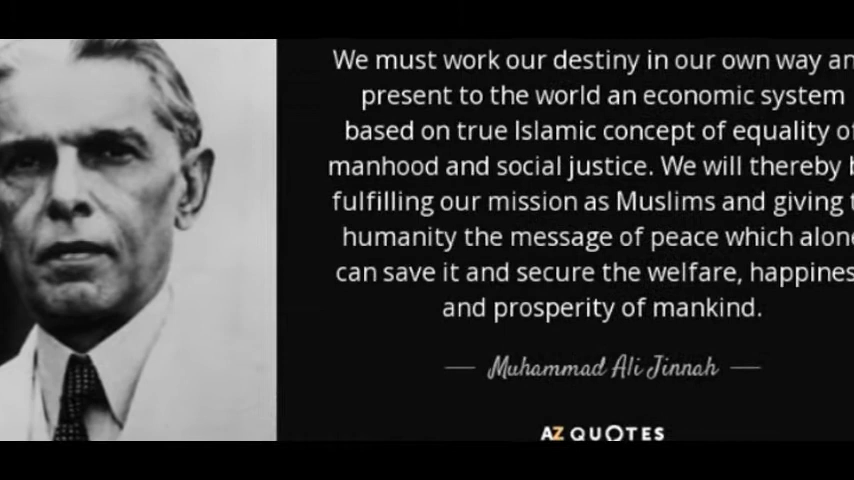 We must work our destiny in our own way an
present to the world an economic system
based on true Islamic concept of equality of
manhood and social justice. We will thereby b
fulfilling our mission as Muslims and giving t
humanity the message of peace which alone
can save it and secure the welfare, happines
and prosperity of mankind.
— Muhammad Ali Jinnah —
AZ QUOTES